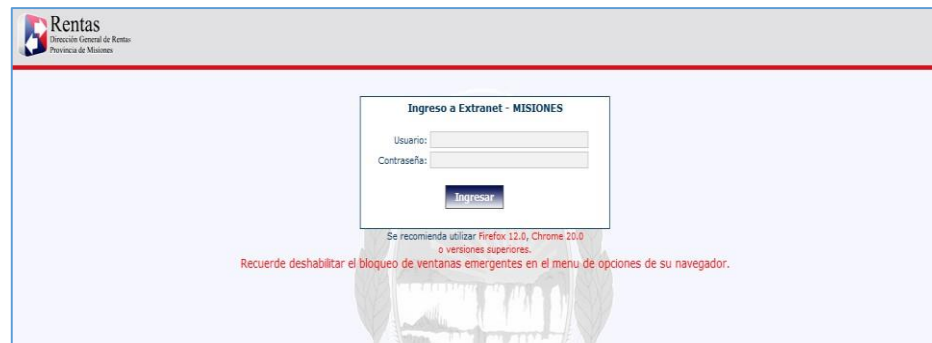 Rentas
Dirección General de Rentas
Provincia de Misiones
Ingreso a Extranet - MISIONES
Usuario:
Contraseña:
Ingresar
Se recomienda utilizar Firefox 12.0, Chrome 20.0
o versiones superiores.
Recuerde deshabilitar el bloqueo de ventanas emergentes en el menu de opciones de su navegador.